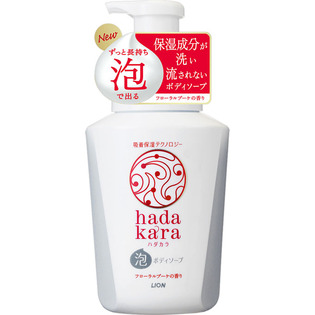 New
ずっと長持ち
泡
で出る
保湿成分が
洗い
流されない
ボディソープ
フローラルブーケの香り
吸着保湿テクノロジー
hada
kara
ハダカラ
泡 ボディソープ
フローラルブーケの香り
LION